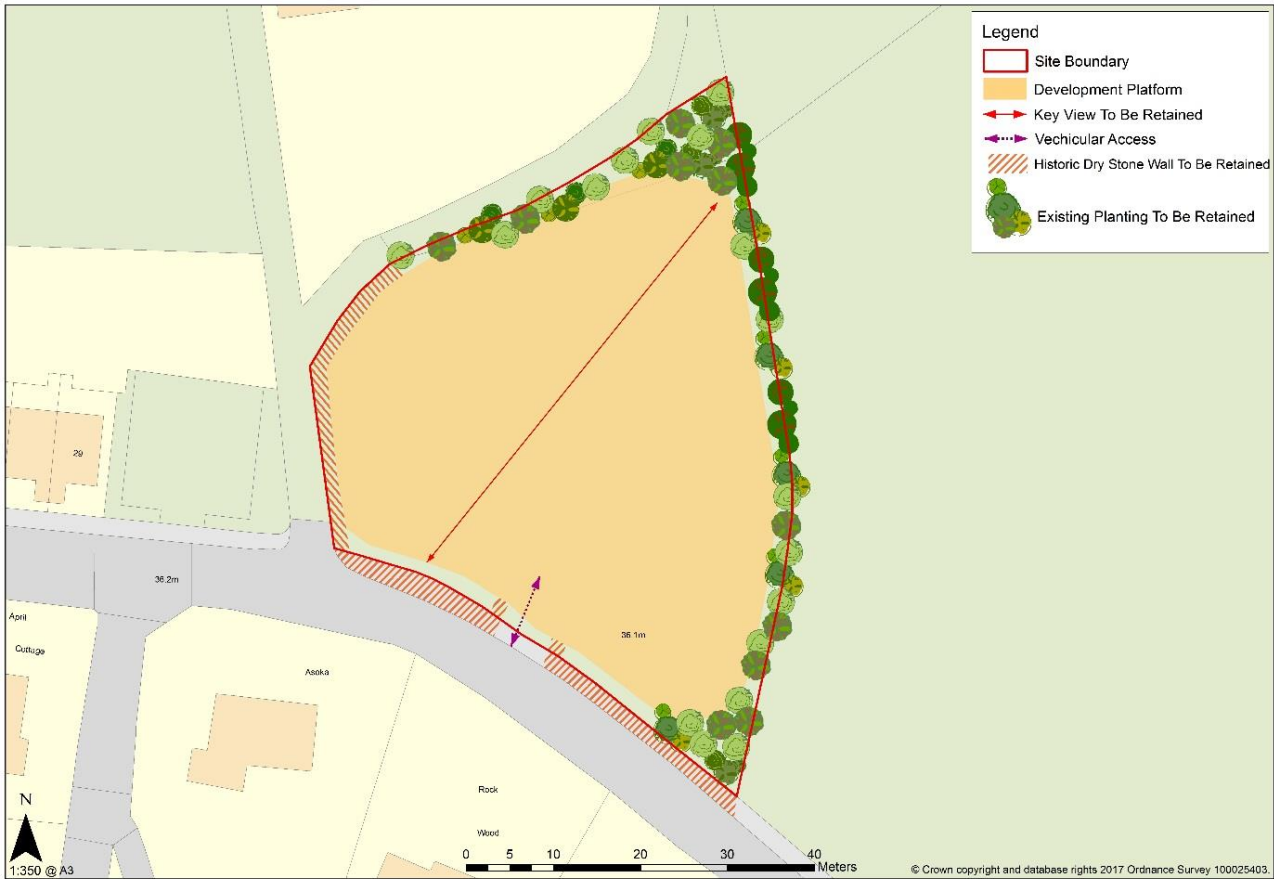 Legend
Site Boundary
Development Platform
Key View To Be Retained
Vechicular Access
Historic Dry Stone Wall To Be Retained
Existing Planting To Be Retained
29
36.2m
April
Cottage
Asoka
35.1m
Rock
Wood
N
1:350 @ A3
0 5 10 20 30 40
Meters
© Crown copyright and database rights 2017 Ordnance Survey 100025403.